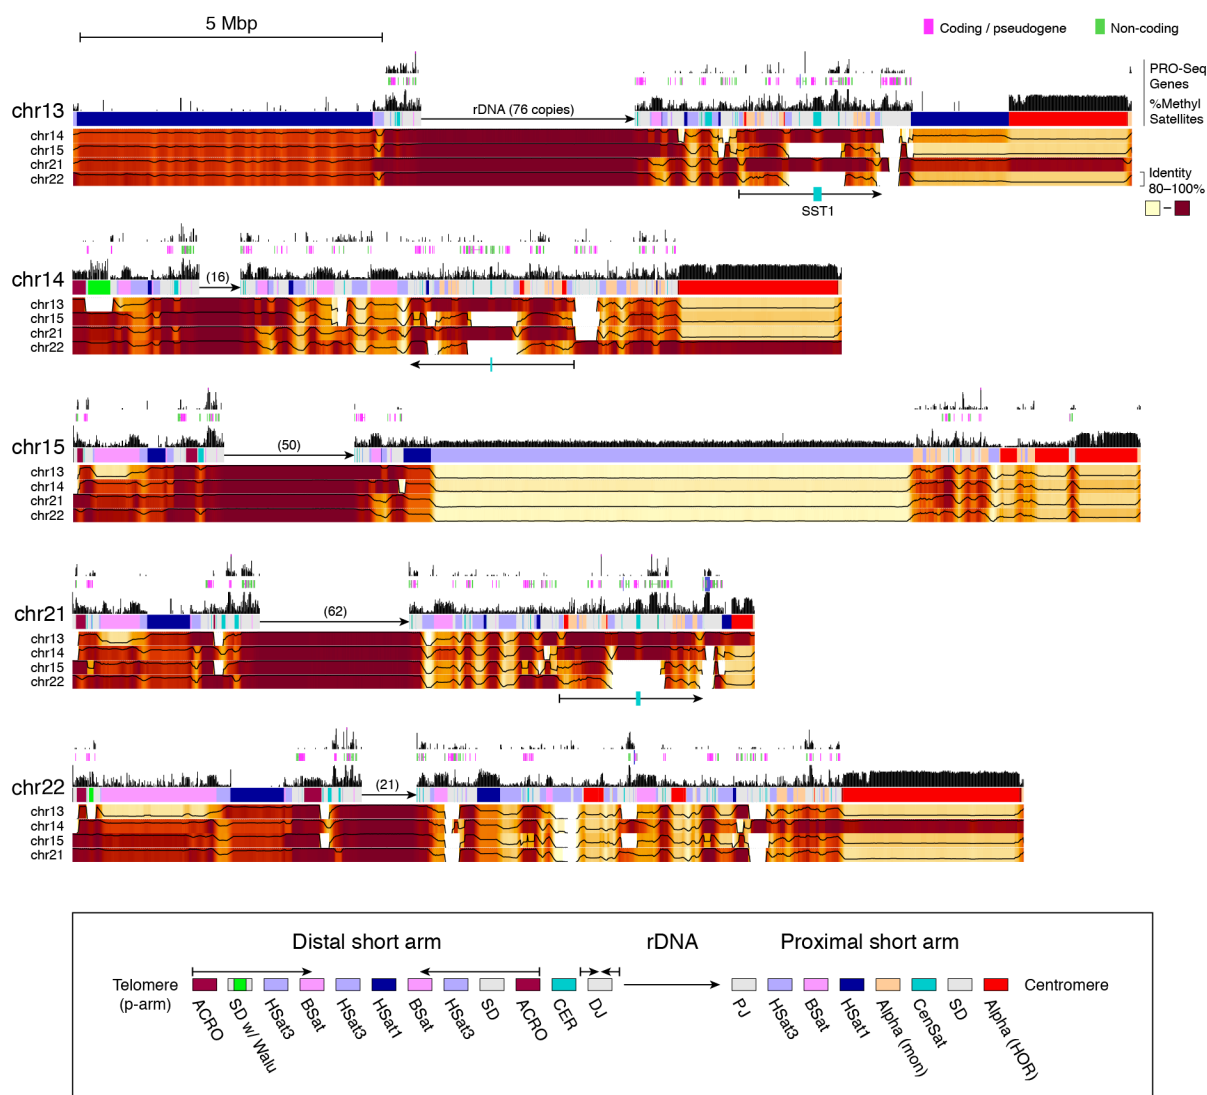 5 Mbp
Coding / pseudogene
Non-coding
PRO-Seq
Genes
%Methyl
Satellites
chr13
rDNA (76 copies)
chr14
chr15
chr21
chr22
Identity
80–100%
–
SST1
chr14
(16)
chr13
chr15
chr21
chr22
chr15
(50)
chr13
chr14
chr21
chr22
chr21
(62)
chr13
chr14
chr15
chr22
chr22
(21)
chr13
chr14
chr15
chr21
Distal short arm
rDNA
Proximal short arm
Telomere
(p-arm)
ACRO
SD w/ Walu
HSat3
BSat
HSat3
HSat1
BSat
HSat3
SD
ACRO
CER
DJ
PJ
HSat3
BSat
HSat1
Alpha (mon)
CenSat
SD
Alpha (HOR)
Centromere